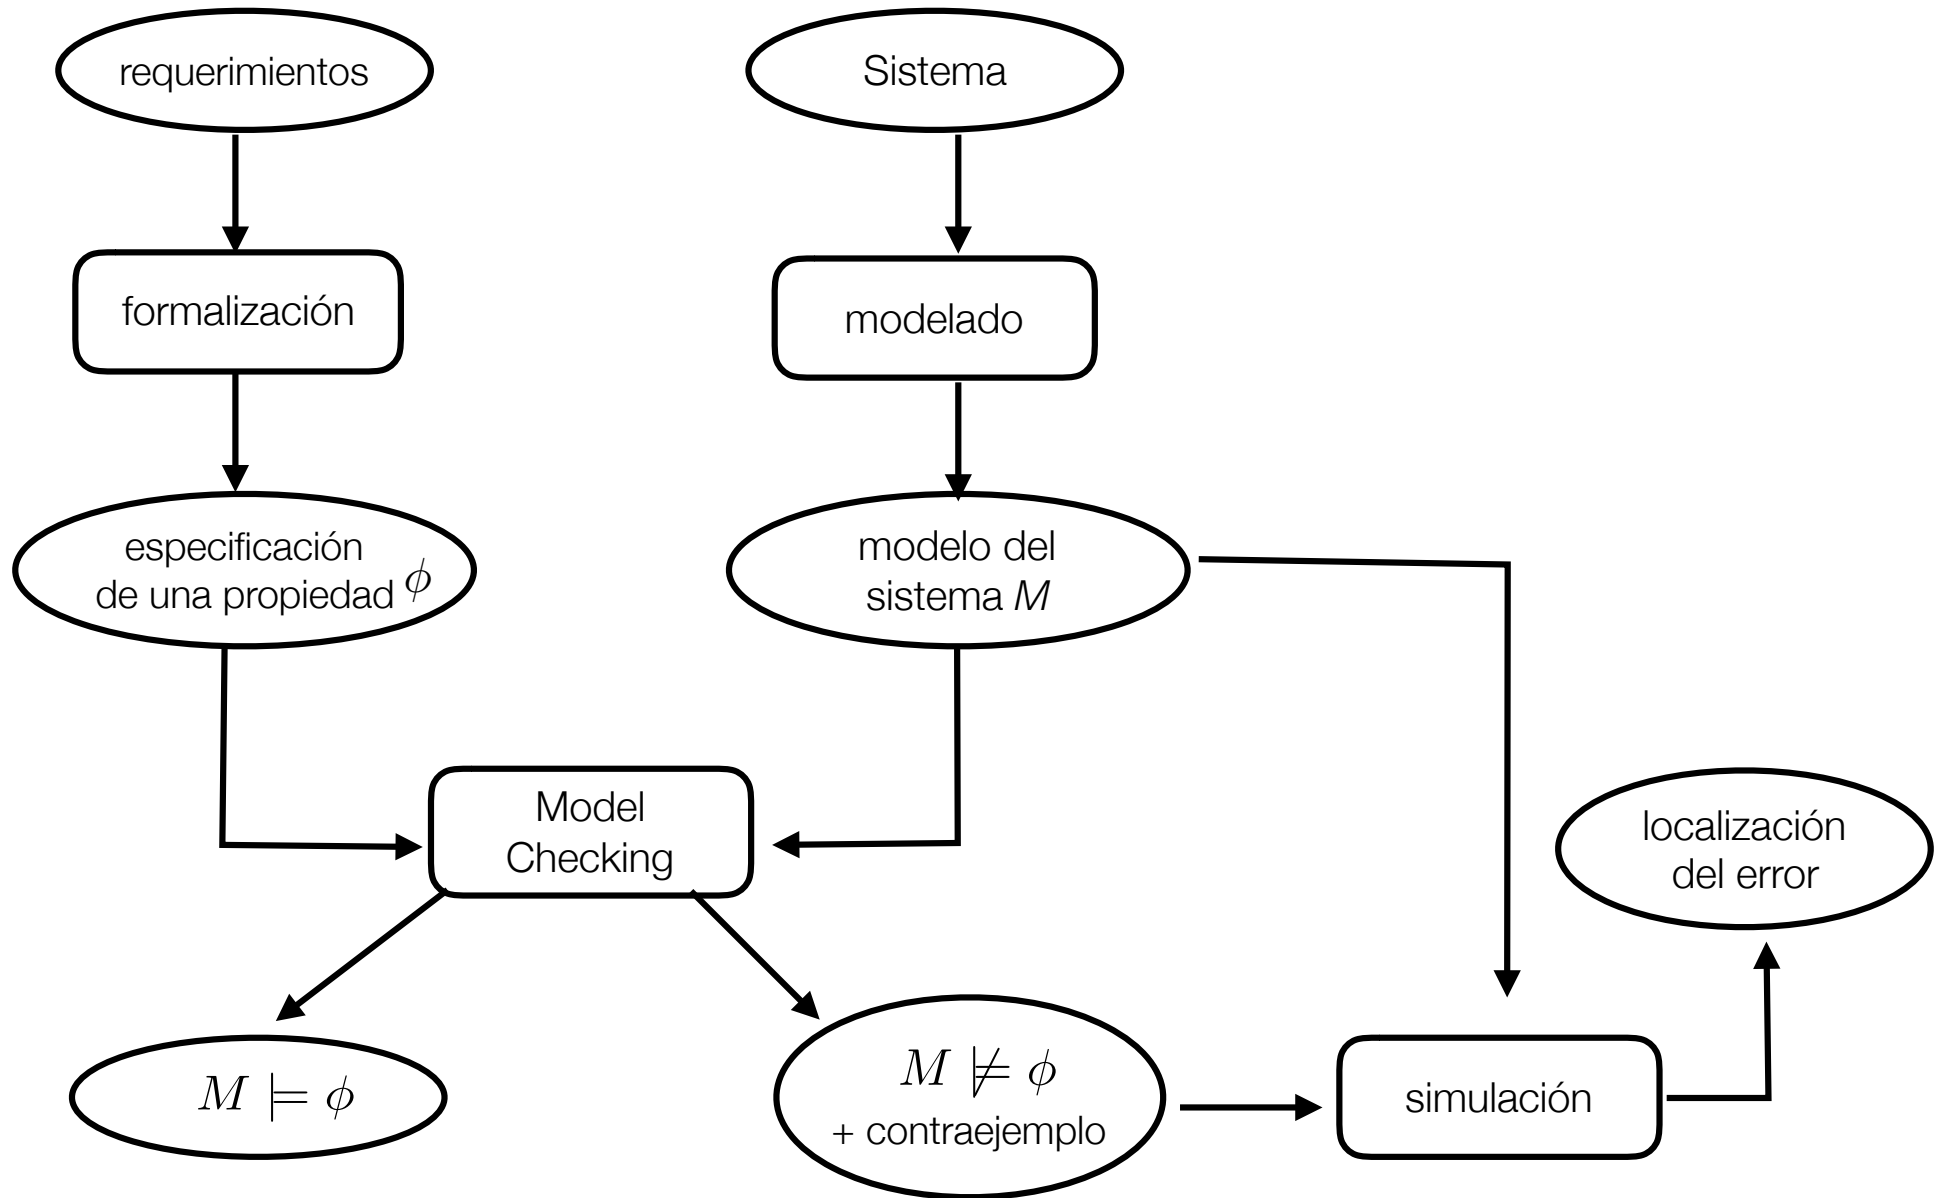 requerimientos
Sistema
formalización
modelado
especificación
de una propiedad ϕ
modelo del
sistema M
Model
Checking
localización
del error
M ⊨ ϕ
M ⊭ ϕ
+ contraejemplo
simulación